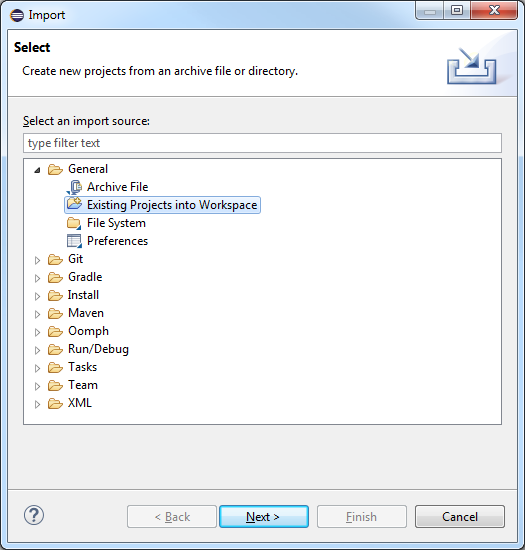 Import
Select
Create new projects from an archive file or directory.
Select an import source:
type filter text
General
Archive File
Existing Projects into Workspace
File System
Preferences
Git
Gradle
Install
Maven
Oomph
Run/Debug
Tasks
Team
XML
?
< Back
Next >
Finish
Cancel